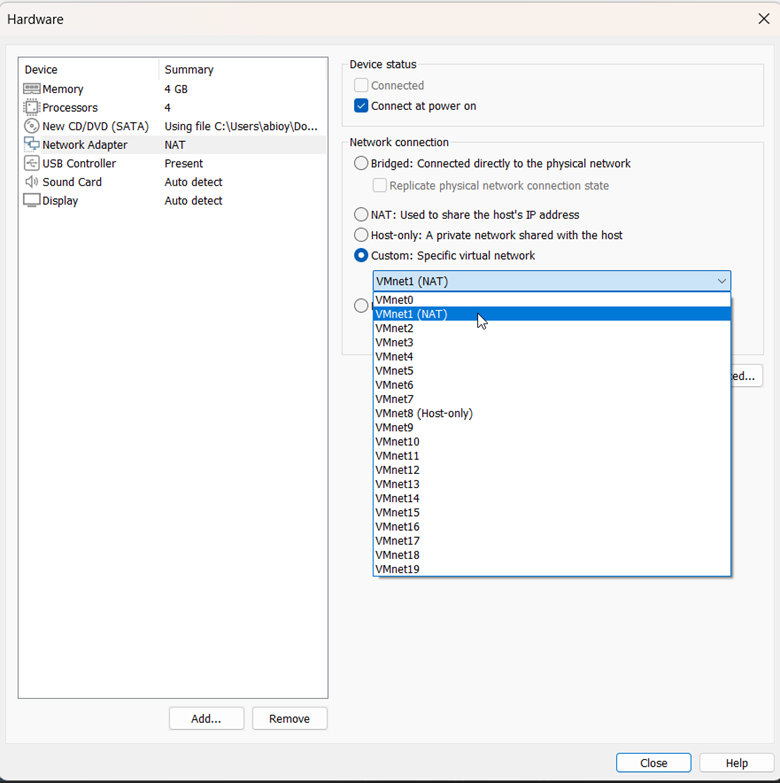 Hardware
Device Summary
Memory 4 GB
Processors 4
New CD/DVD (SATA) Using file C:\Users\abioy\Do...
Network Adapter NAT
USB Controller Present
Sound Card Auto detect
Display Auto detect
Add... Remove
Device status
Connected
Connect at power on
Network connection
Bridged: Connected directly to the physical network
Replicate physical network connection state
NAT: Used to share the host's IP address
Host-only: A private network shared with the host
Custom: Specific virtual network
VMnet1 (NAT)
VMnet0
VMnet1 (NAT)
VMnet2
VMnet3
VMnet4
VMnet5
VMnet6
VMnet7
VMnet8 (Host-only)
VMnet9
VMnet10
VMnet11
VMnet12
VMnet13
VMnet14
VMnet15
VMnet16
VMnet17
VMnet18
VMnet19
Close Help